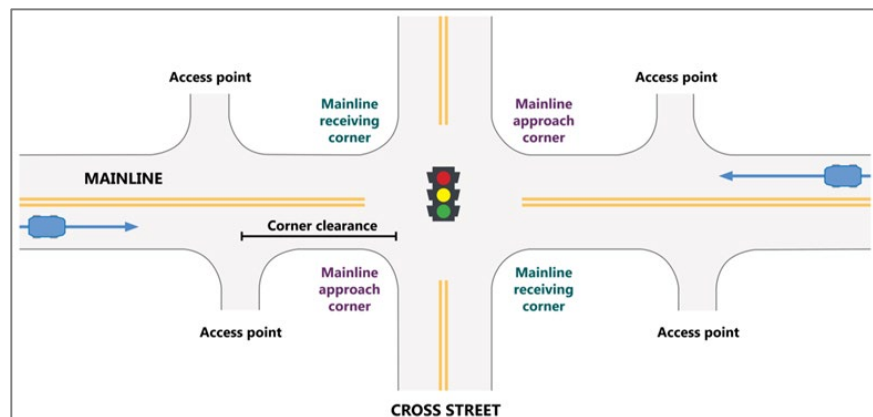 Access point
Access point
Mainline
receiving
corner
Mainline
approach
corner
MAINLINE
Corner clearance
Mainline
approach
corner
Mainline
receiving
corner
Access point
Access point
CROSS STREET